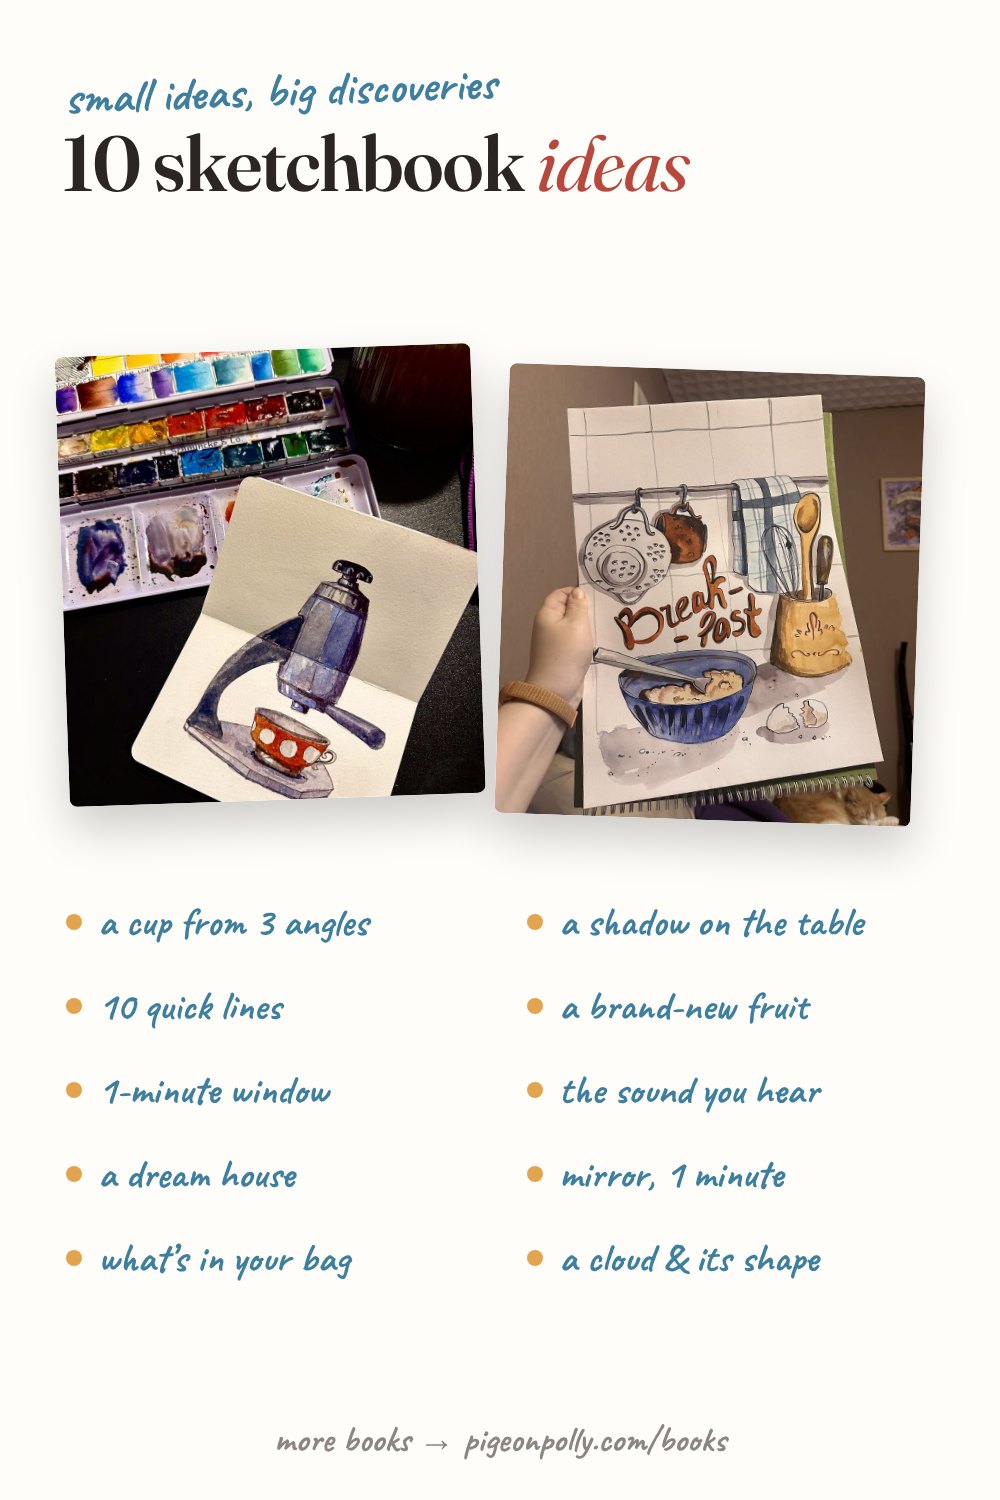 small ideas, big discoveries
10 sketchbook ideas
Break-
-fast
a cup from 3 angles
10 quick lines
1-minute window
a dream house
what's in your bag
a shadow on the table
a brand-new fruit
the sound you hear
mirror, 1 minute
a cloud & its shape
more books → pigeonpolly.com/books